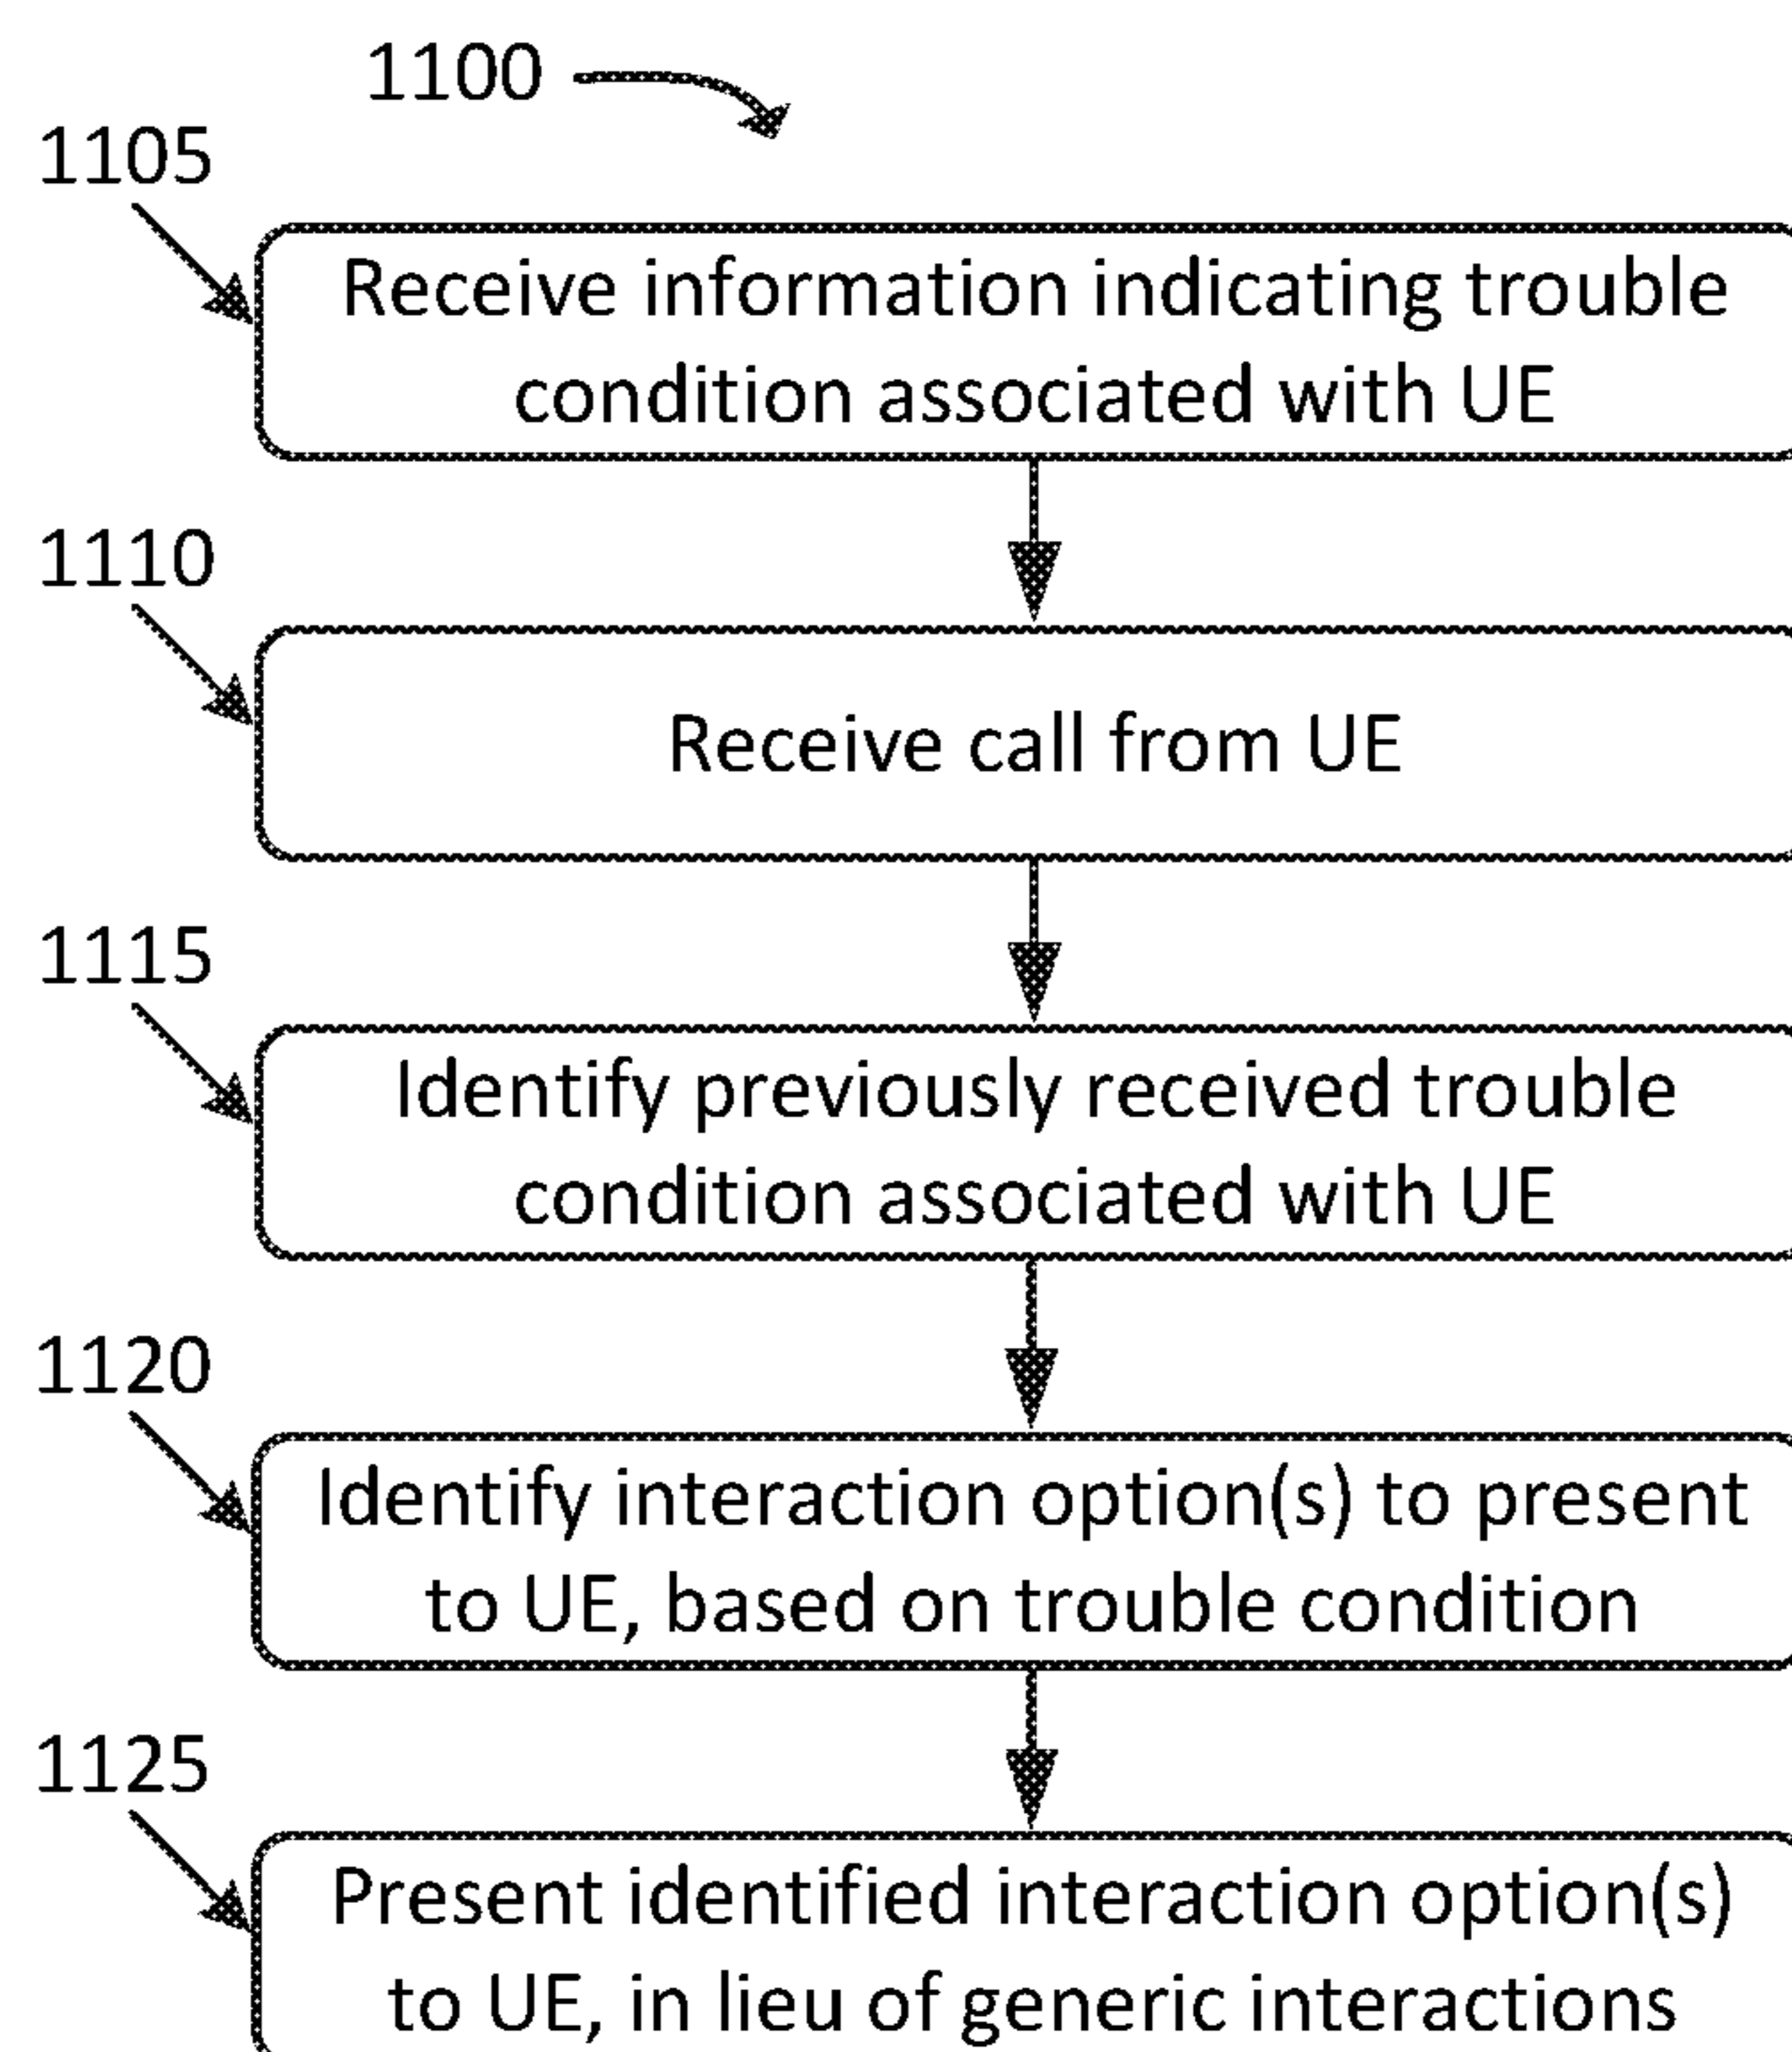 1100
1105
Receive information indicating trouble
condition associated with UE
1110
Receive call from UE
1115
Identify previously received trouble
condition associated with UE
1120
Identify interaction option(s) to present
to UE, based on trouble condition
1125
Present identified interaction option(s)
to UE, in lieu of generic interactions